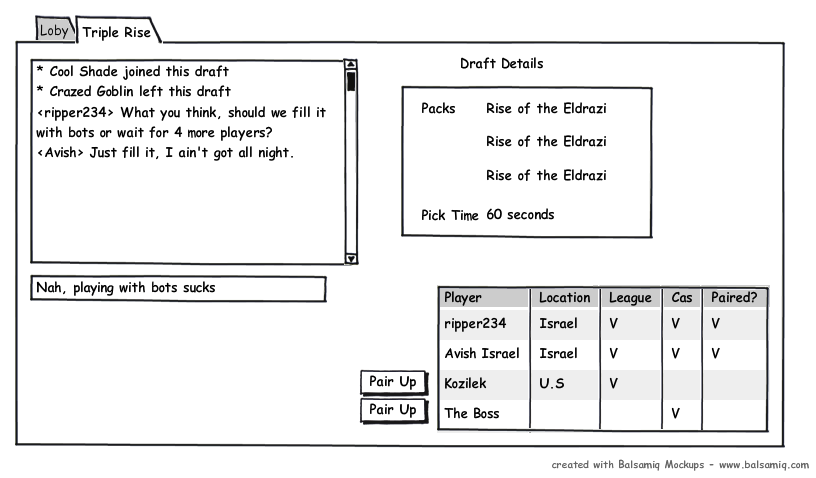 Loby
Triple Rise
* Cool Shade joined this draft
* Crazed Goblin left this draft
<ripper234> What you think, should we fill it
with bots or wait for 4 more players?
<Avish> Just fill it, I ain't got all night.
Nah, playing with bots sucks
Draft Details
Packs Rise of the Eldrazi
Rise of the Eldrazi
Rise of the Eldrazi
Pick Time 60 seconds
Player Location League Cas Paired?
ripper234 Israel V V V
Avish Israel Israel V V V
Pair Up Kozilek U.S V
Pair Up The Boss V
created with Balsamiq Mockups - www.balsamiq.com